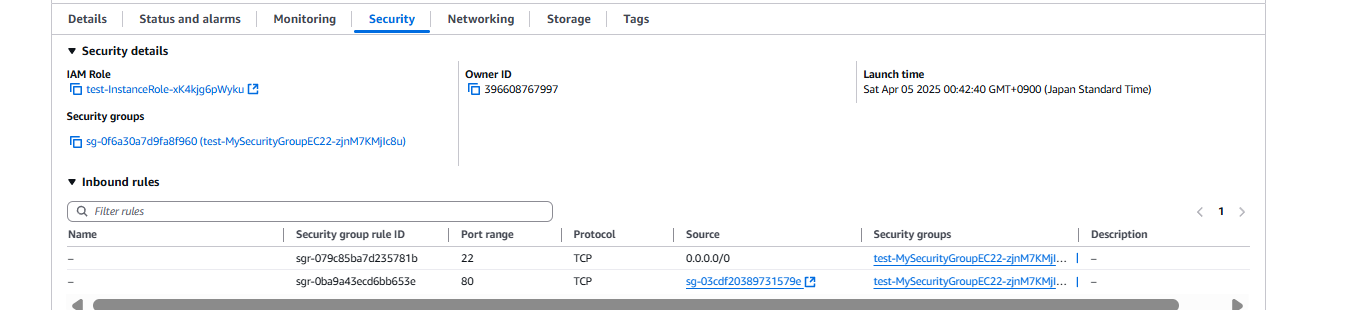 Details Status and alarms Monitoring Security Networking Storage Tags
Security details
IAM Role Owner ID Launch time
test-InstanceRole-xK4kjg6pWyku 396608767997 Sat Apr 05 2025 00:42:40 GMT+0900 (Japan Standard Time)
Security groups
sg-0f6a30a7d9fa8f960 (test-MySecurityGroupEC22-zjnM7KMjIc8u)
Inbound rules
Filter rules 1
Name Security group rule ID Port range Protocol Source Security groups Description
– sgr-079c85ba7d235781b 22 TCP 0.0.0.0/0 test-MySecurityGroupEC22-zjnM7KMjI... –
– sgr-0ba9a43ecd6bb653e 80 TCP sg-03cdf20389731579e test-MySecurityGroupEC22-zjnM7KMjI... –